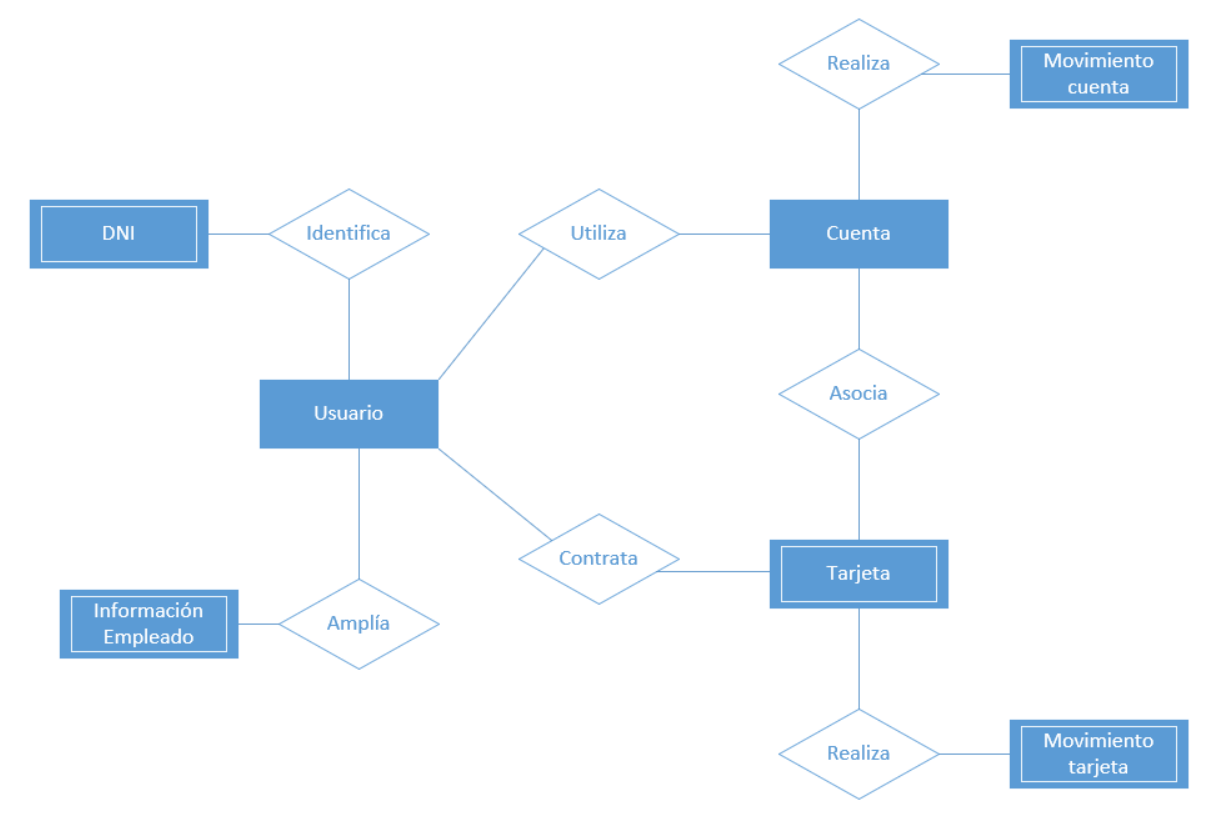 Realiza
Movimiento
cuenta
DNI
Identifica
Utiliza
Cuenta
Usuario
Asocia
Contrata
Tarjeta
Información
Empleado
Amplía
Realiza
Movimiento
tarjeta